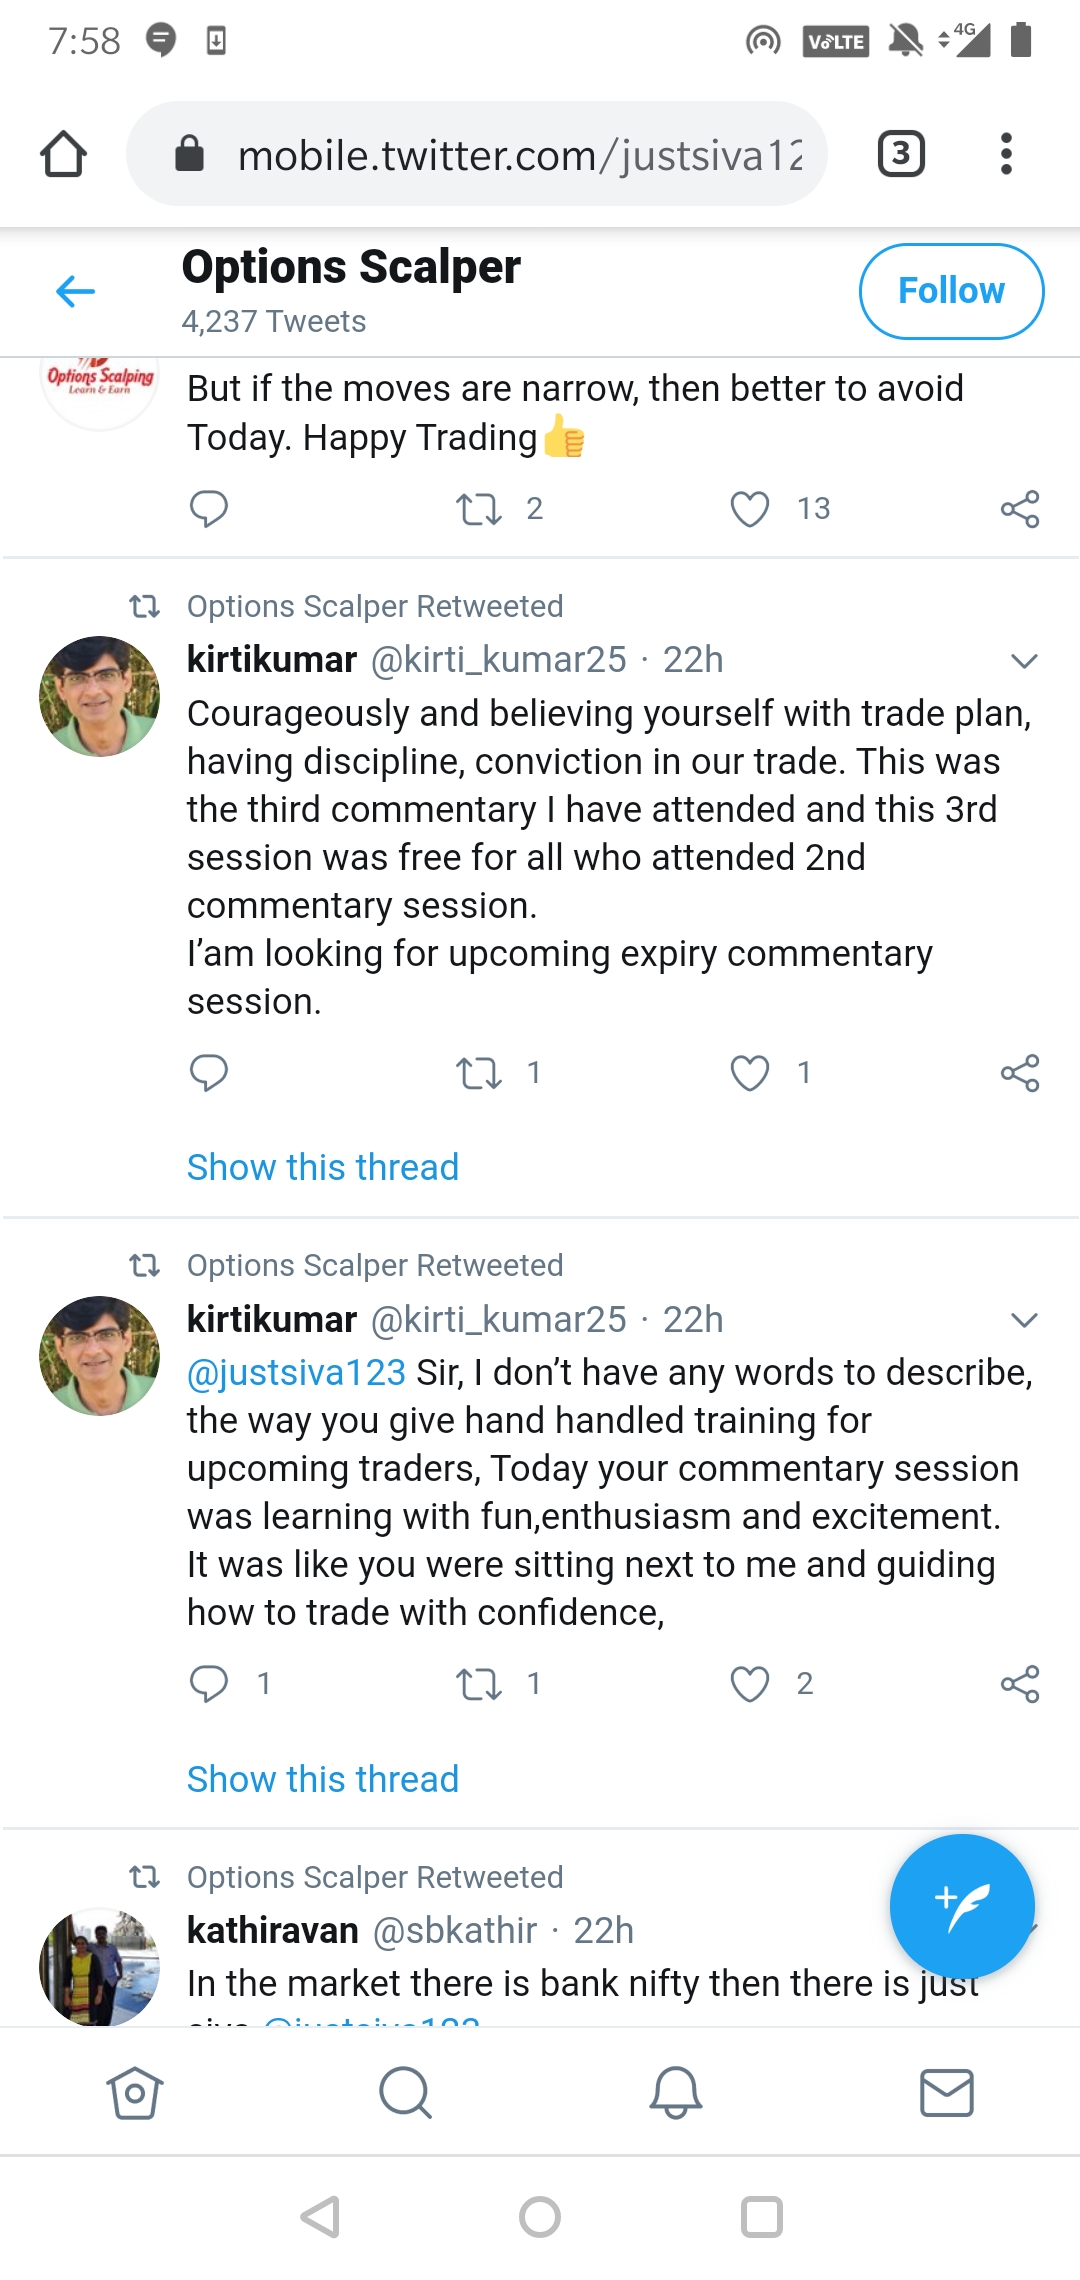 7:58
VoLTE 4G
mobile.twitter.com/justsiva12
3
Options Scalper
4,237 Tweets
Follow
Options Scalping
Learn & Earn
But if the moves are narrow, then better to avoid
Today. Happy Trading👍
2 13
Options Scalper Retweeted
kirtikumar @kirti_kumar25 · 22h
Courageously and believing yourself with trade plan,
having discipline, conviction in our trade. This was
the third commentary I have attended and this 3rd
session was free for all who attended 2nd
commentary session.
I’am looking for upcoming expiry commentary
session.
1 1
Show this thread
Options Scalper Retweeted
kirtikumar @kirti_kumar25 · 22h
@justsiva123 Sir, I don’t have any words to describe,
the way you give hand handled training for
upcoming traders, Today your commentary session
was learning with fun,enthusiasm and excitement.
It was like you were sitting next to me and guiding
how to trade with confidence,
1 1 2
Show this thread
Options Scalper Retweeted
kathiravan @sbkathir · 22h
In the market there is bank nifty then there is just
siva @justsiva123